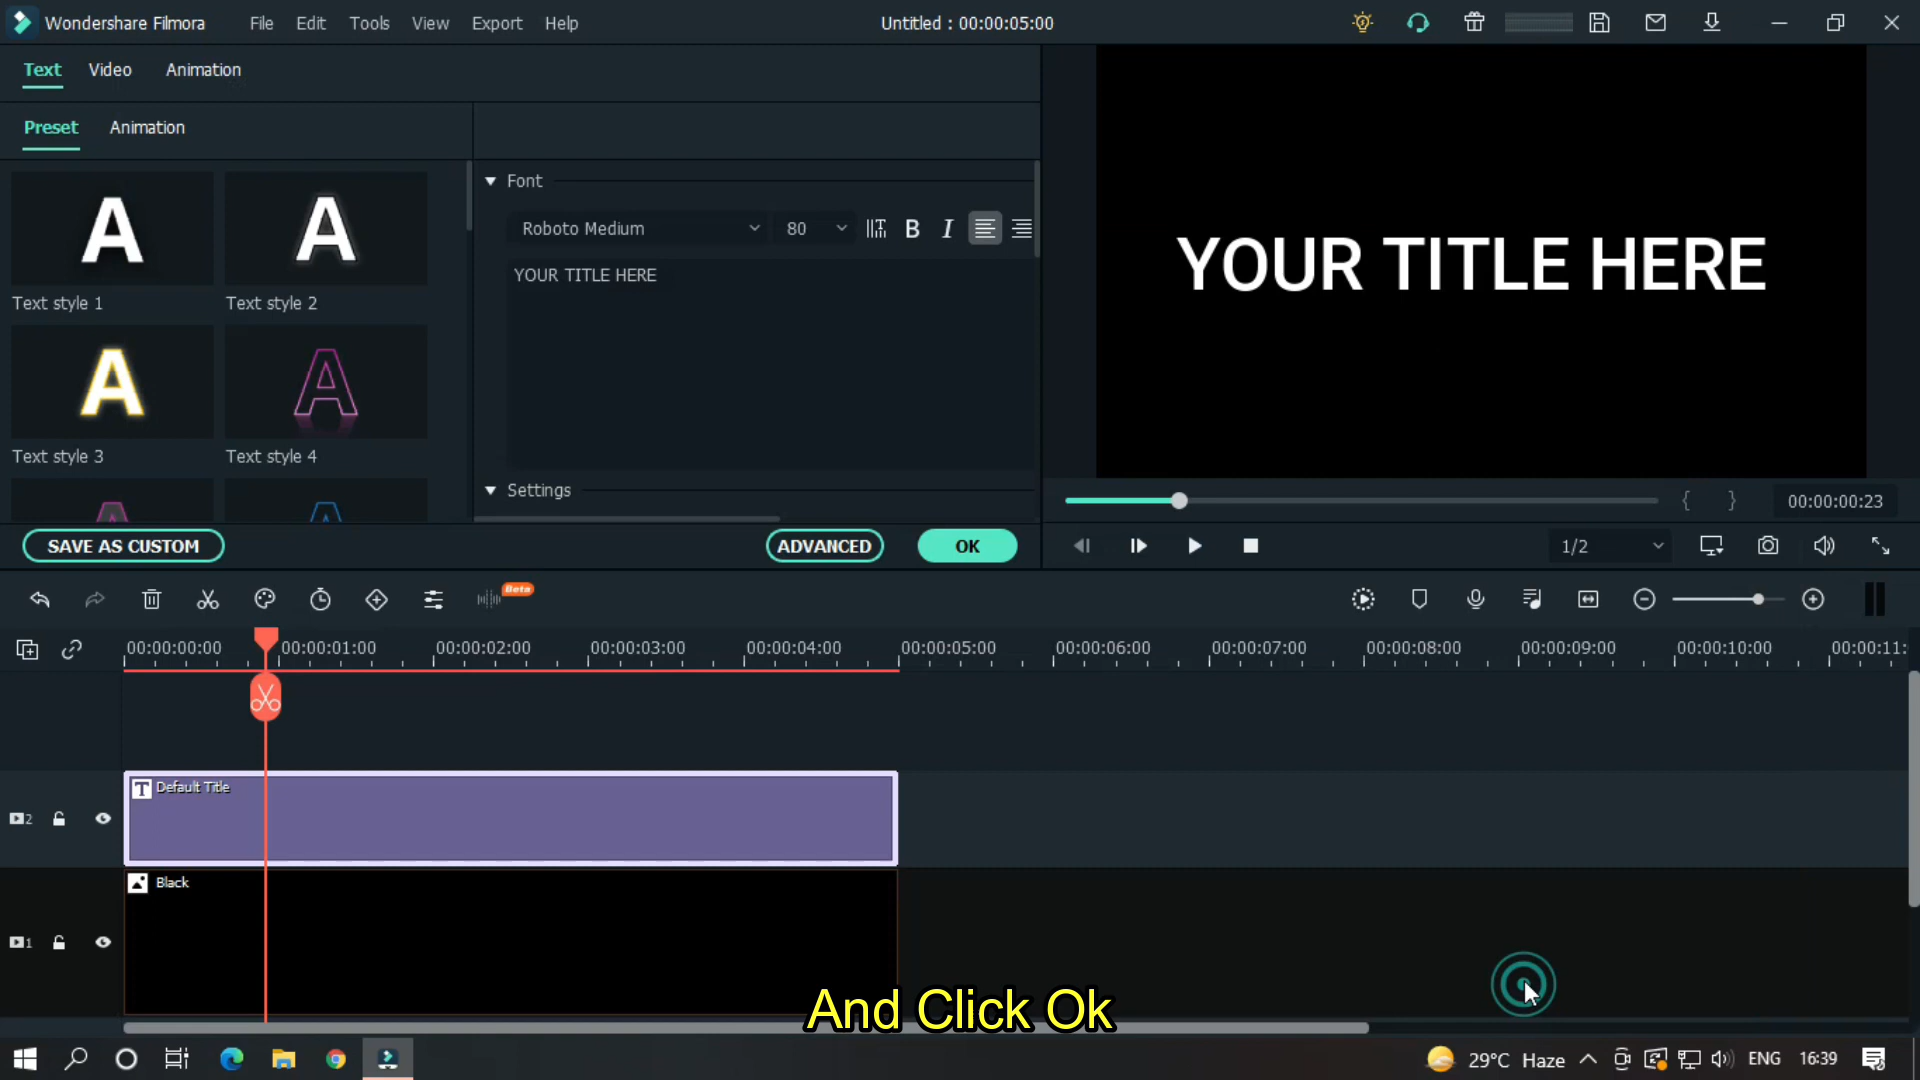 Wondershare Filmora File Edit Tools View Export Help Untitled : 00:00:05:00
Text Video Animation
Preset Animation
Font
Roboto Medium 80 B I
YOUR TITLE HERE
YOUR TITLE HERE
A A
Text style 1 Text style 2
A A
Text style 3 Text style 4
Settings
{ } 00:00:00:23
SAVE AS CUSTOM ADVANCED OK 1/2
Beta
00:00:00:00 00:00:01:00 00:00:02:00 00:00:03:00 00:00:04:00 00:00:05:00 00:00:06:00 00:00:07:00 00:00:08:00 00:00:09:00 00:00:10:00 00:00:11:
T Default Title
2
Black
1
And Click Ok
29°C Haze ENG 16:39